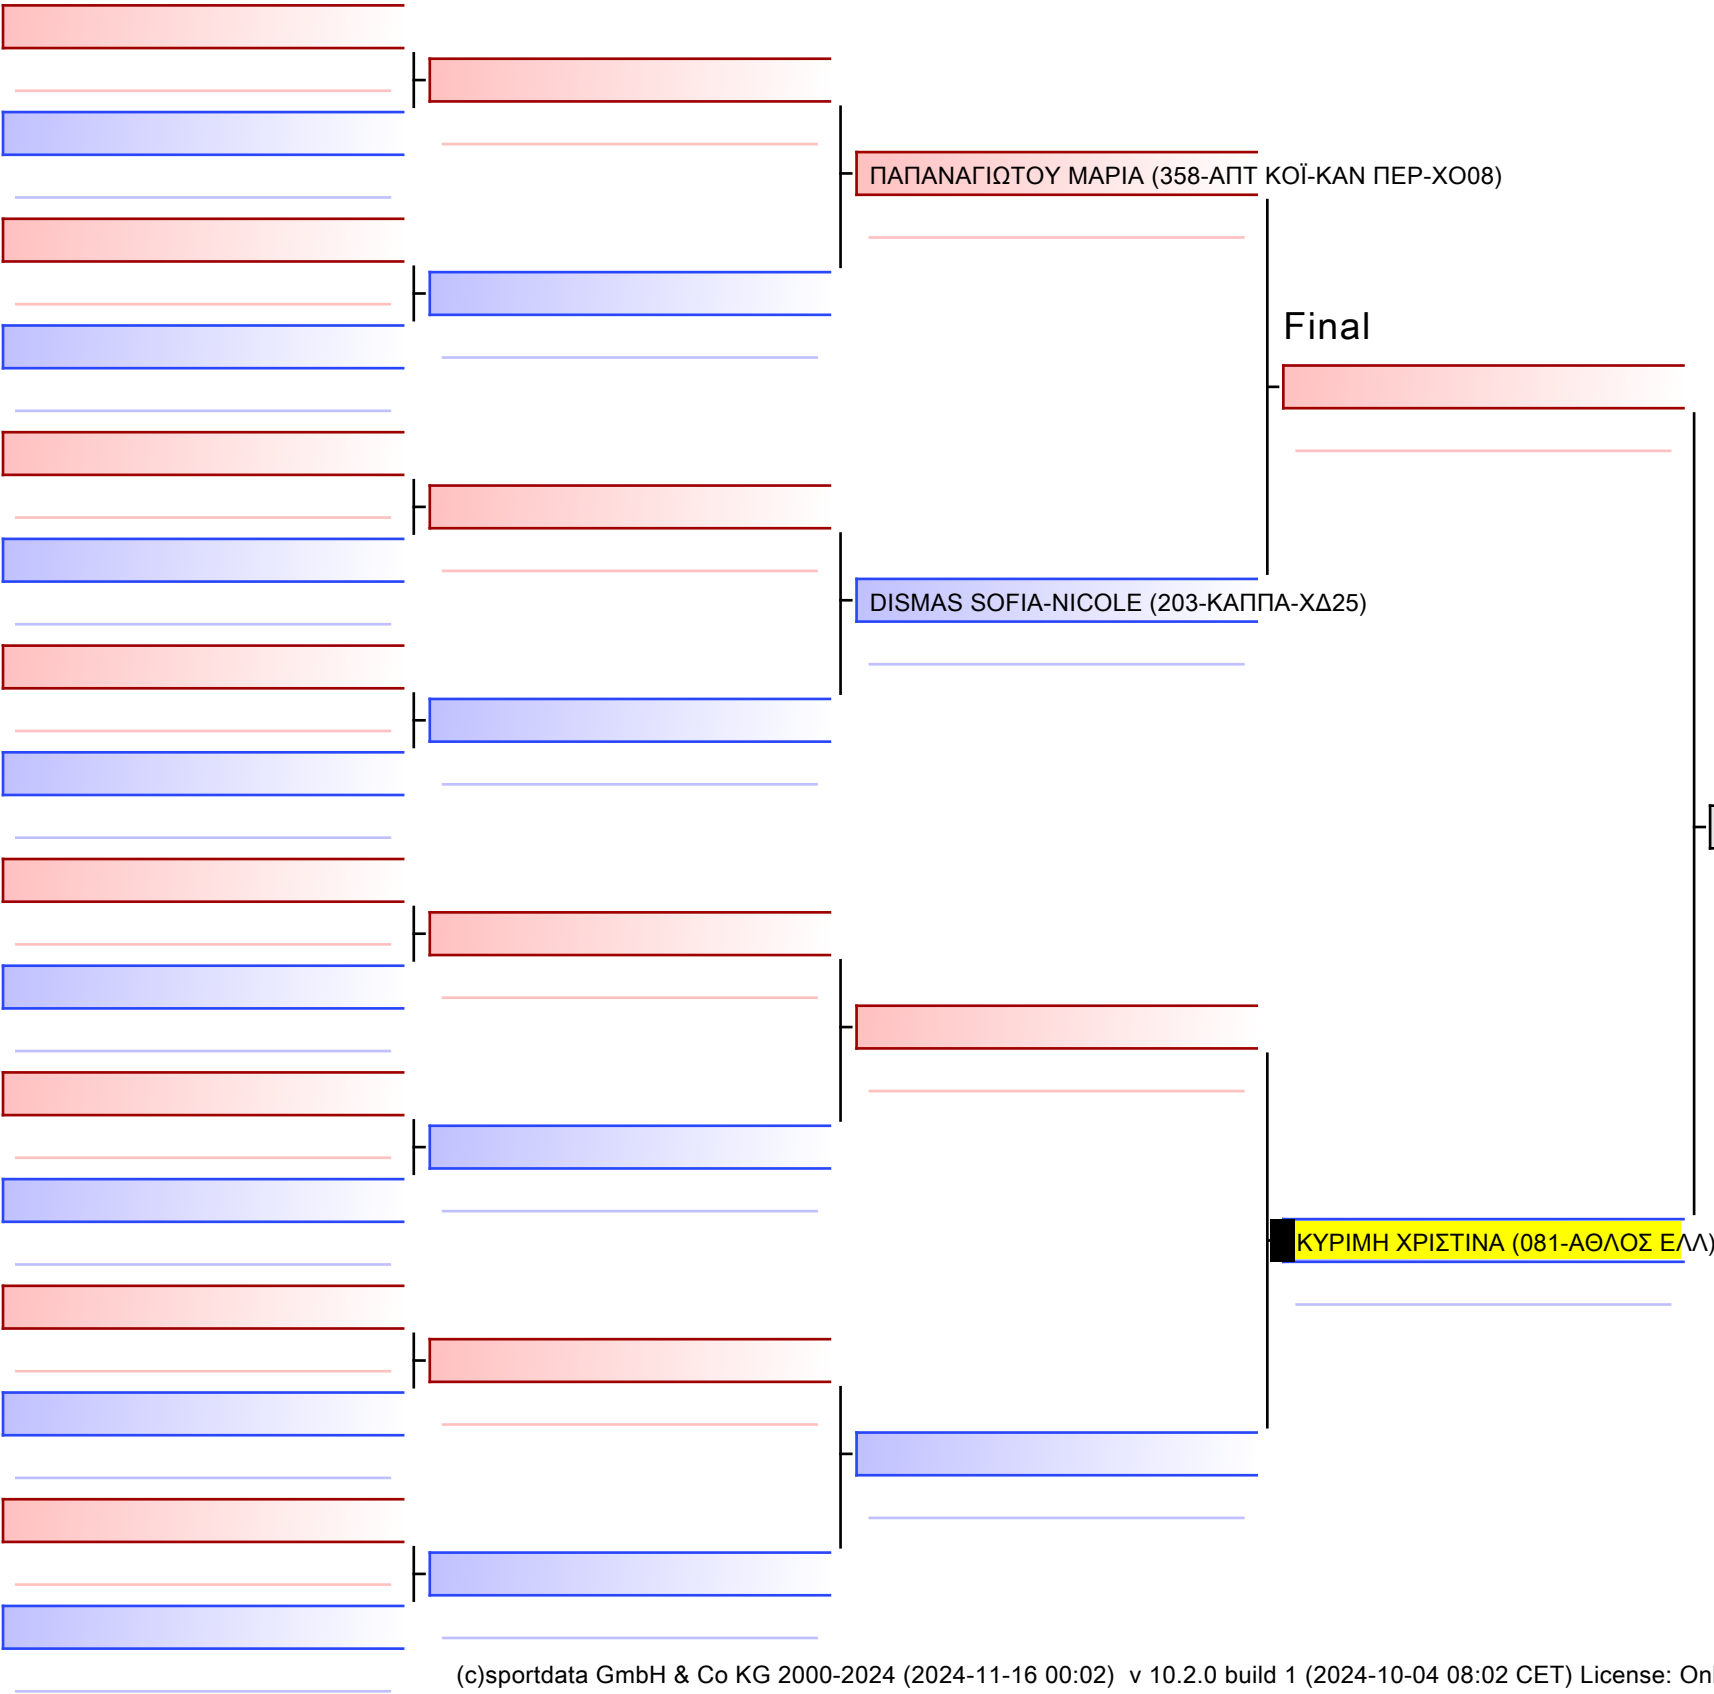 ΠΑΠΑΝΑΓΙΩΤΟΥ ΜΑΡΙΑ (358-ΑΠΤ ΚΟΪ-ΚΑΝ ΠΕΡ-ΧΟ08)
Final
DISMAS SOFIA-NICOLE (203-ΚΑΠΠΑ-ΧΔ25)
ΚΥΡΙΜΗ ΧΡΙΣΤΙΝΑ (081-ΑΘΛΟΣ ΕΛΛ)
(c)sportdata GmbH & Co KG 2000-2024 (2024-11-16 00:02) v 10.2.0 build 1 (2024-10-04 08:02 CET) License: